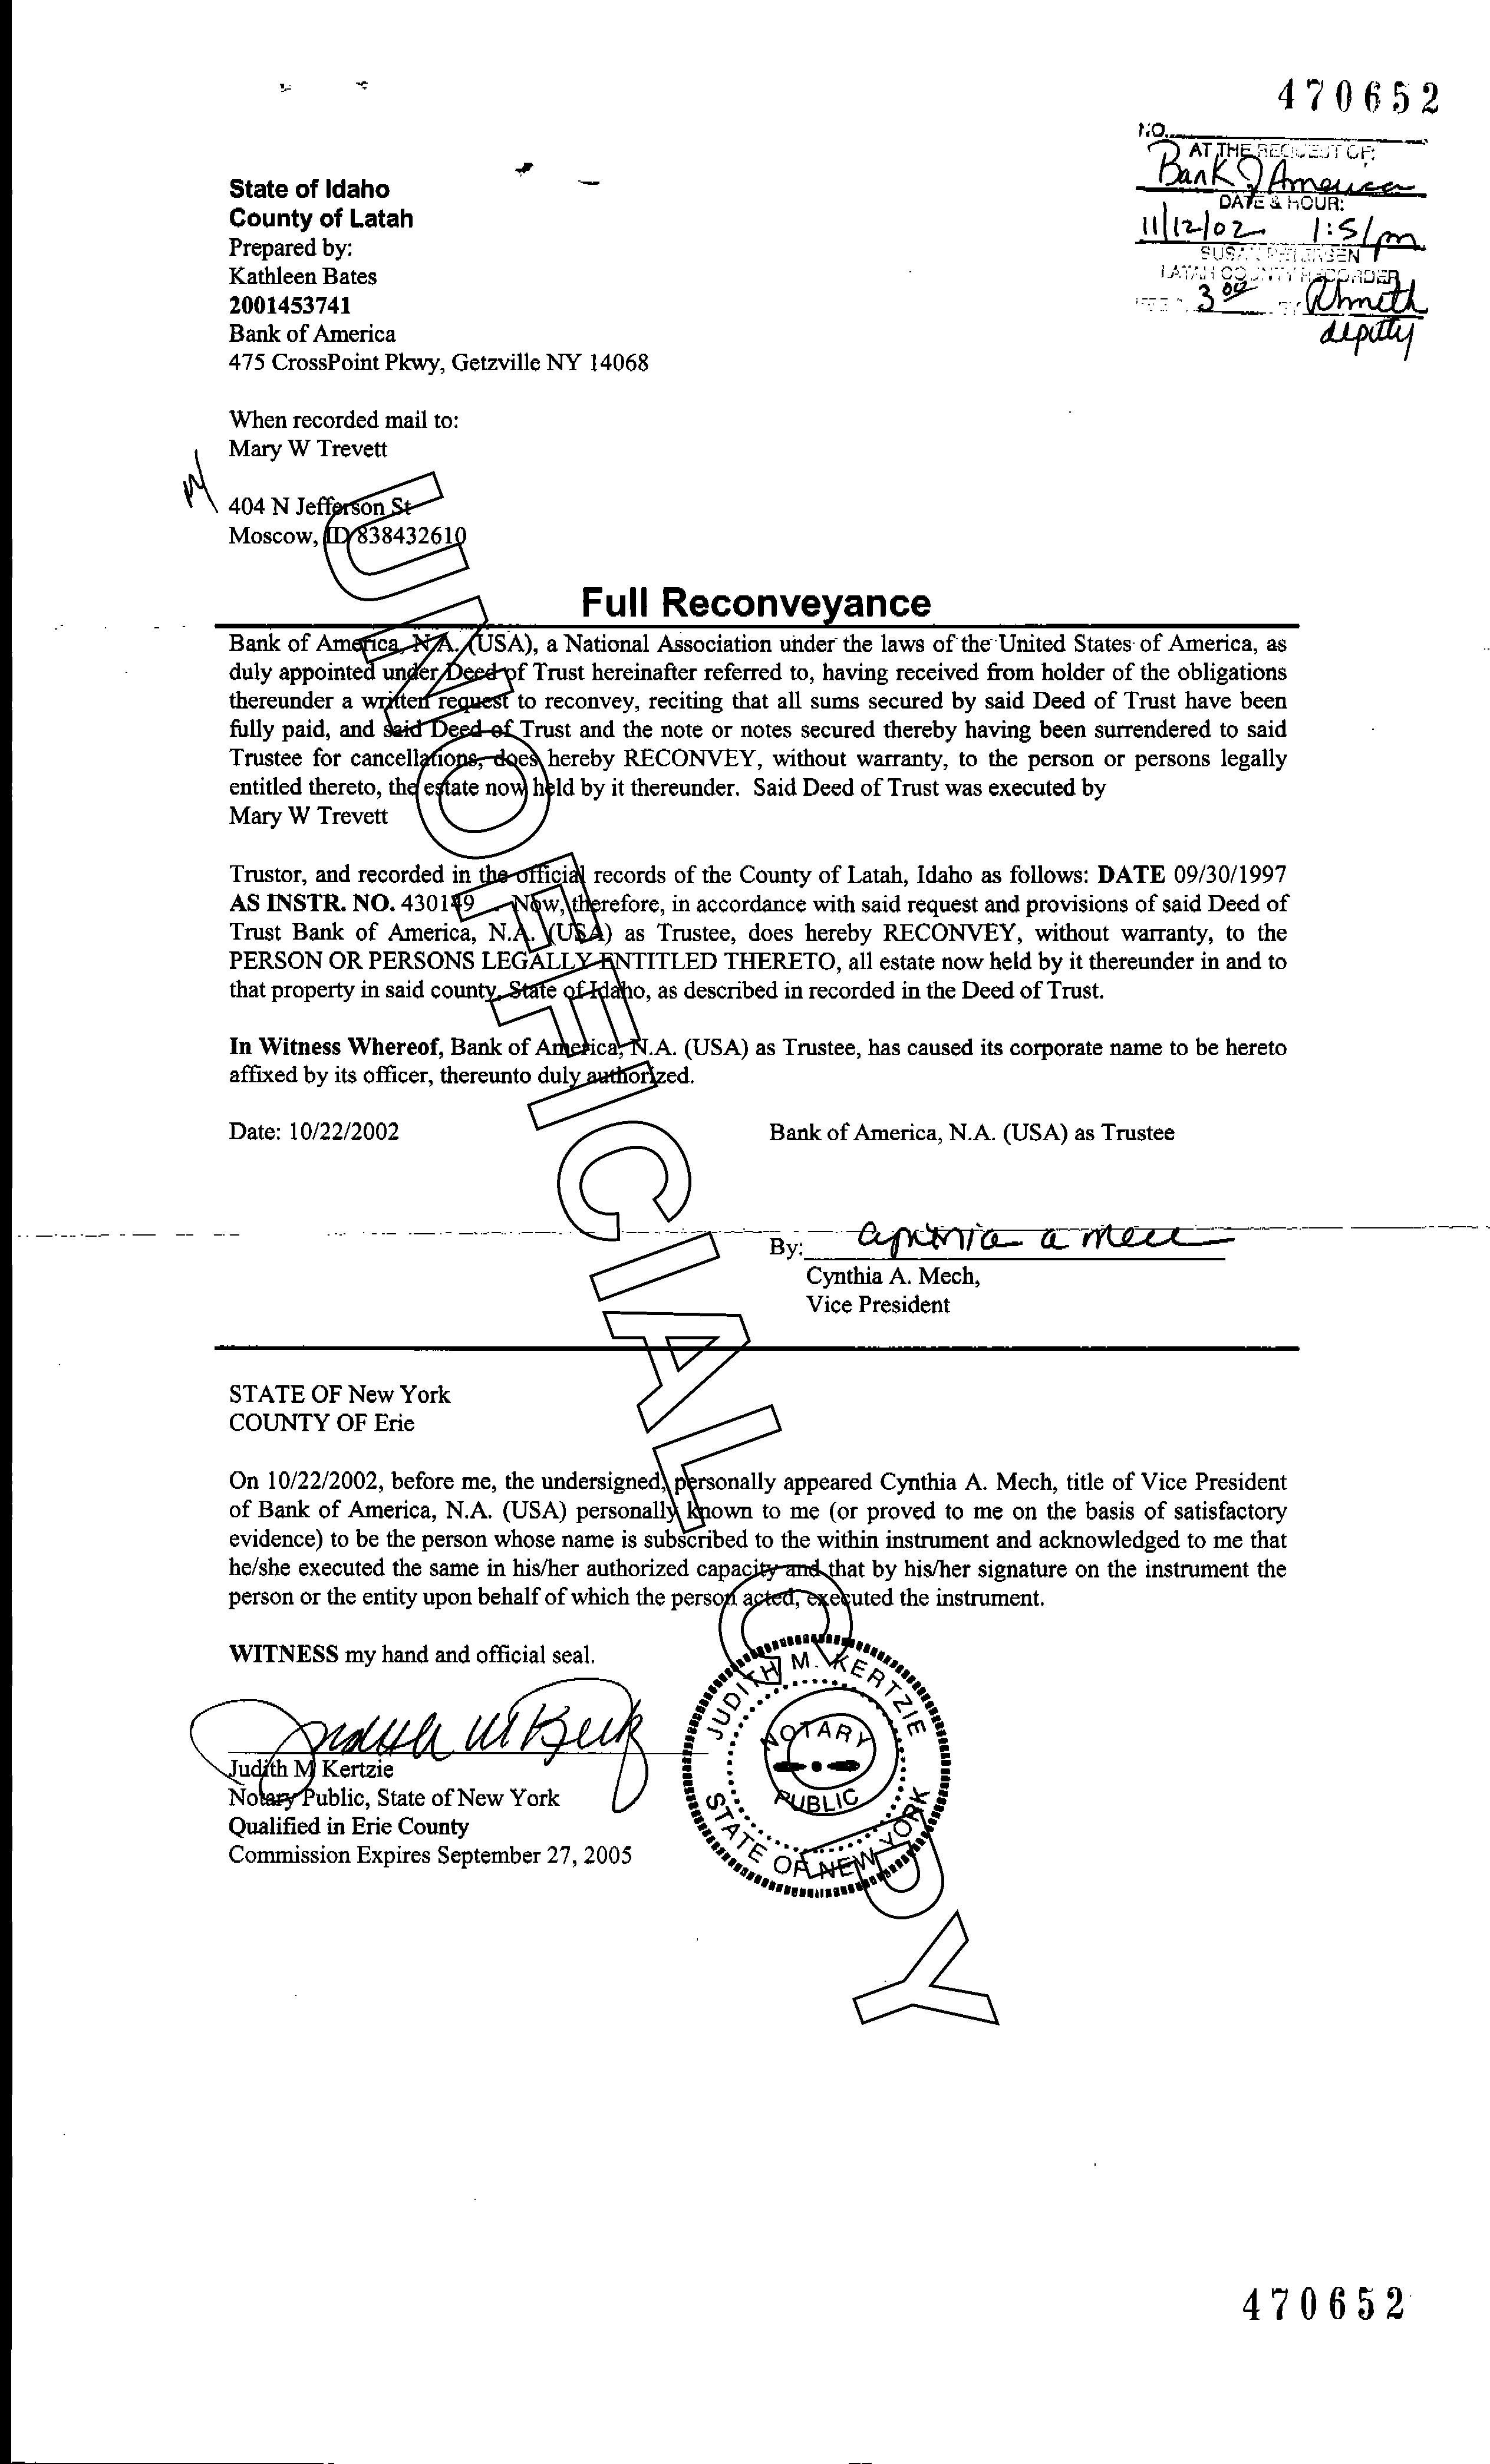 470652
NO.
AT THE REQUEST OF:
Bank of America
DATE & HOUR:
11/12/02 1:51pm
SUSAN PETERSEN
LATAH COUNTY RECORDER
3 00 BY
deputy
State of Idaho
County of Latah
Prepared by:
Kathleen Bates
2001453741
Bank of America
475 CrossPoint Pkwy, Getzville NY 14068
When recorded mail to:
Mary W Trevett
404 N Jefferson St
Moscow, ID 838432610
Full Reconveyance
Bank of America, N.A. (USA), a National Association under the laws of the United States of America, as
duly appointed under Deed of Trust hereinafter referred to, having received from holder of the obligations
thereunder a written request to reconvey, reciting that all sums secured by said Deed of Trust have been
fully paid, and said Deed of Trust and the note or notes secured thereby having been surrendered to said
Trustee for cancellations, does hereby RECONVEY, without warranty, to the person or persons legally
entitled thereto, the estate now held by it thereunder. Said Deed of Trust was executed by
Mary W Trevett
Trustor, and recorded in the official records of the County of Latah, Idaho as follows: DATE 09/30/1997
AS INSTR. NO. 430149 . Now, therefore, in accordance with said request and provisions of said Deed of
Trust Bank of America, N.A. (USA) as Trustee, does hereby RECONVEY, without warranty, to the
PERSON OR PERSONS LEGALLY ENTITLED THERETO, all estate now held by it thereunder in and to
that property in said county, State of Idaho, as described in recorded in the Deed of Trust.
In Witness Whereof, Bank of America, N.A. (USA) as Trustee, has caused its corporate name to be hereto
affixed by its officer, thereunto duly authorized.
Date: 10/22/2002 Bank of America, N.A. (USA) as Trustee
By: Cynthia A Mech
Cynthia A. Mech,
Vice President
STATE OF New York
COUNTY OF Erie
On 10/22/2002, before me, the undersigned, personally appeared Cynthia A. Mech, title of Vice President
of Bank of America, N.A. (USA) personally known to me (or proved to me on the basis of satisfactory
evidence) to be the person whose name is subscribed to the within instrument and acknowledged to me that
he/she executed the same in his/her authorized capacity and that by his/her signature on the instrument the
person or the entity upon behalf of which the person acted, executed the instrument.
WITNESS my hand and official seal.
Judith M Kertzie
Notary Public, State of New York
Qualified in Erie County
Commission Expires September 27, 2005
JUDITH M. KERTZIE
NOTARY
PUBLIC
STATE OF NEW YORK
UNOFFICIAL COPY
470652